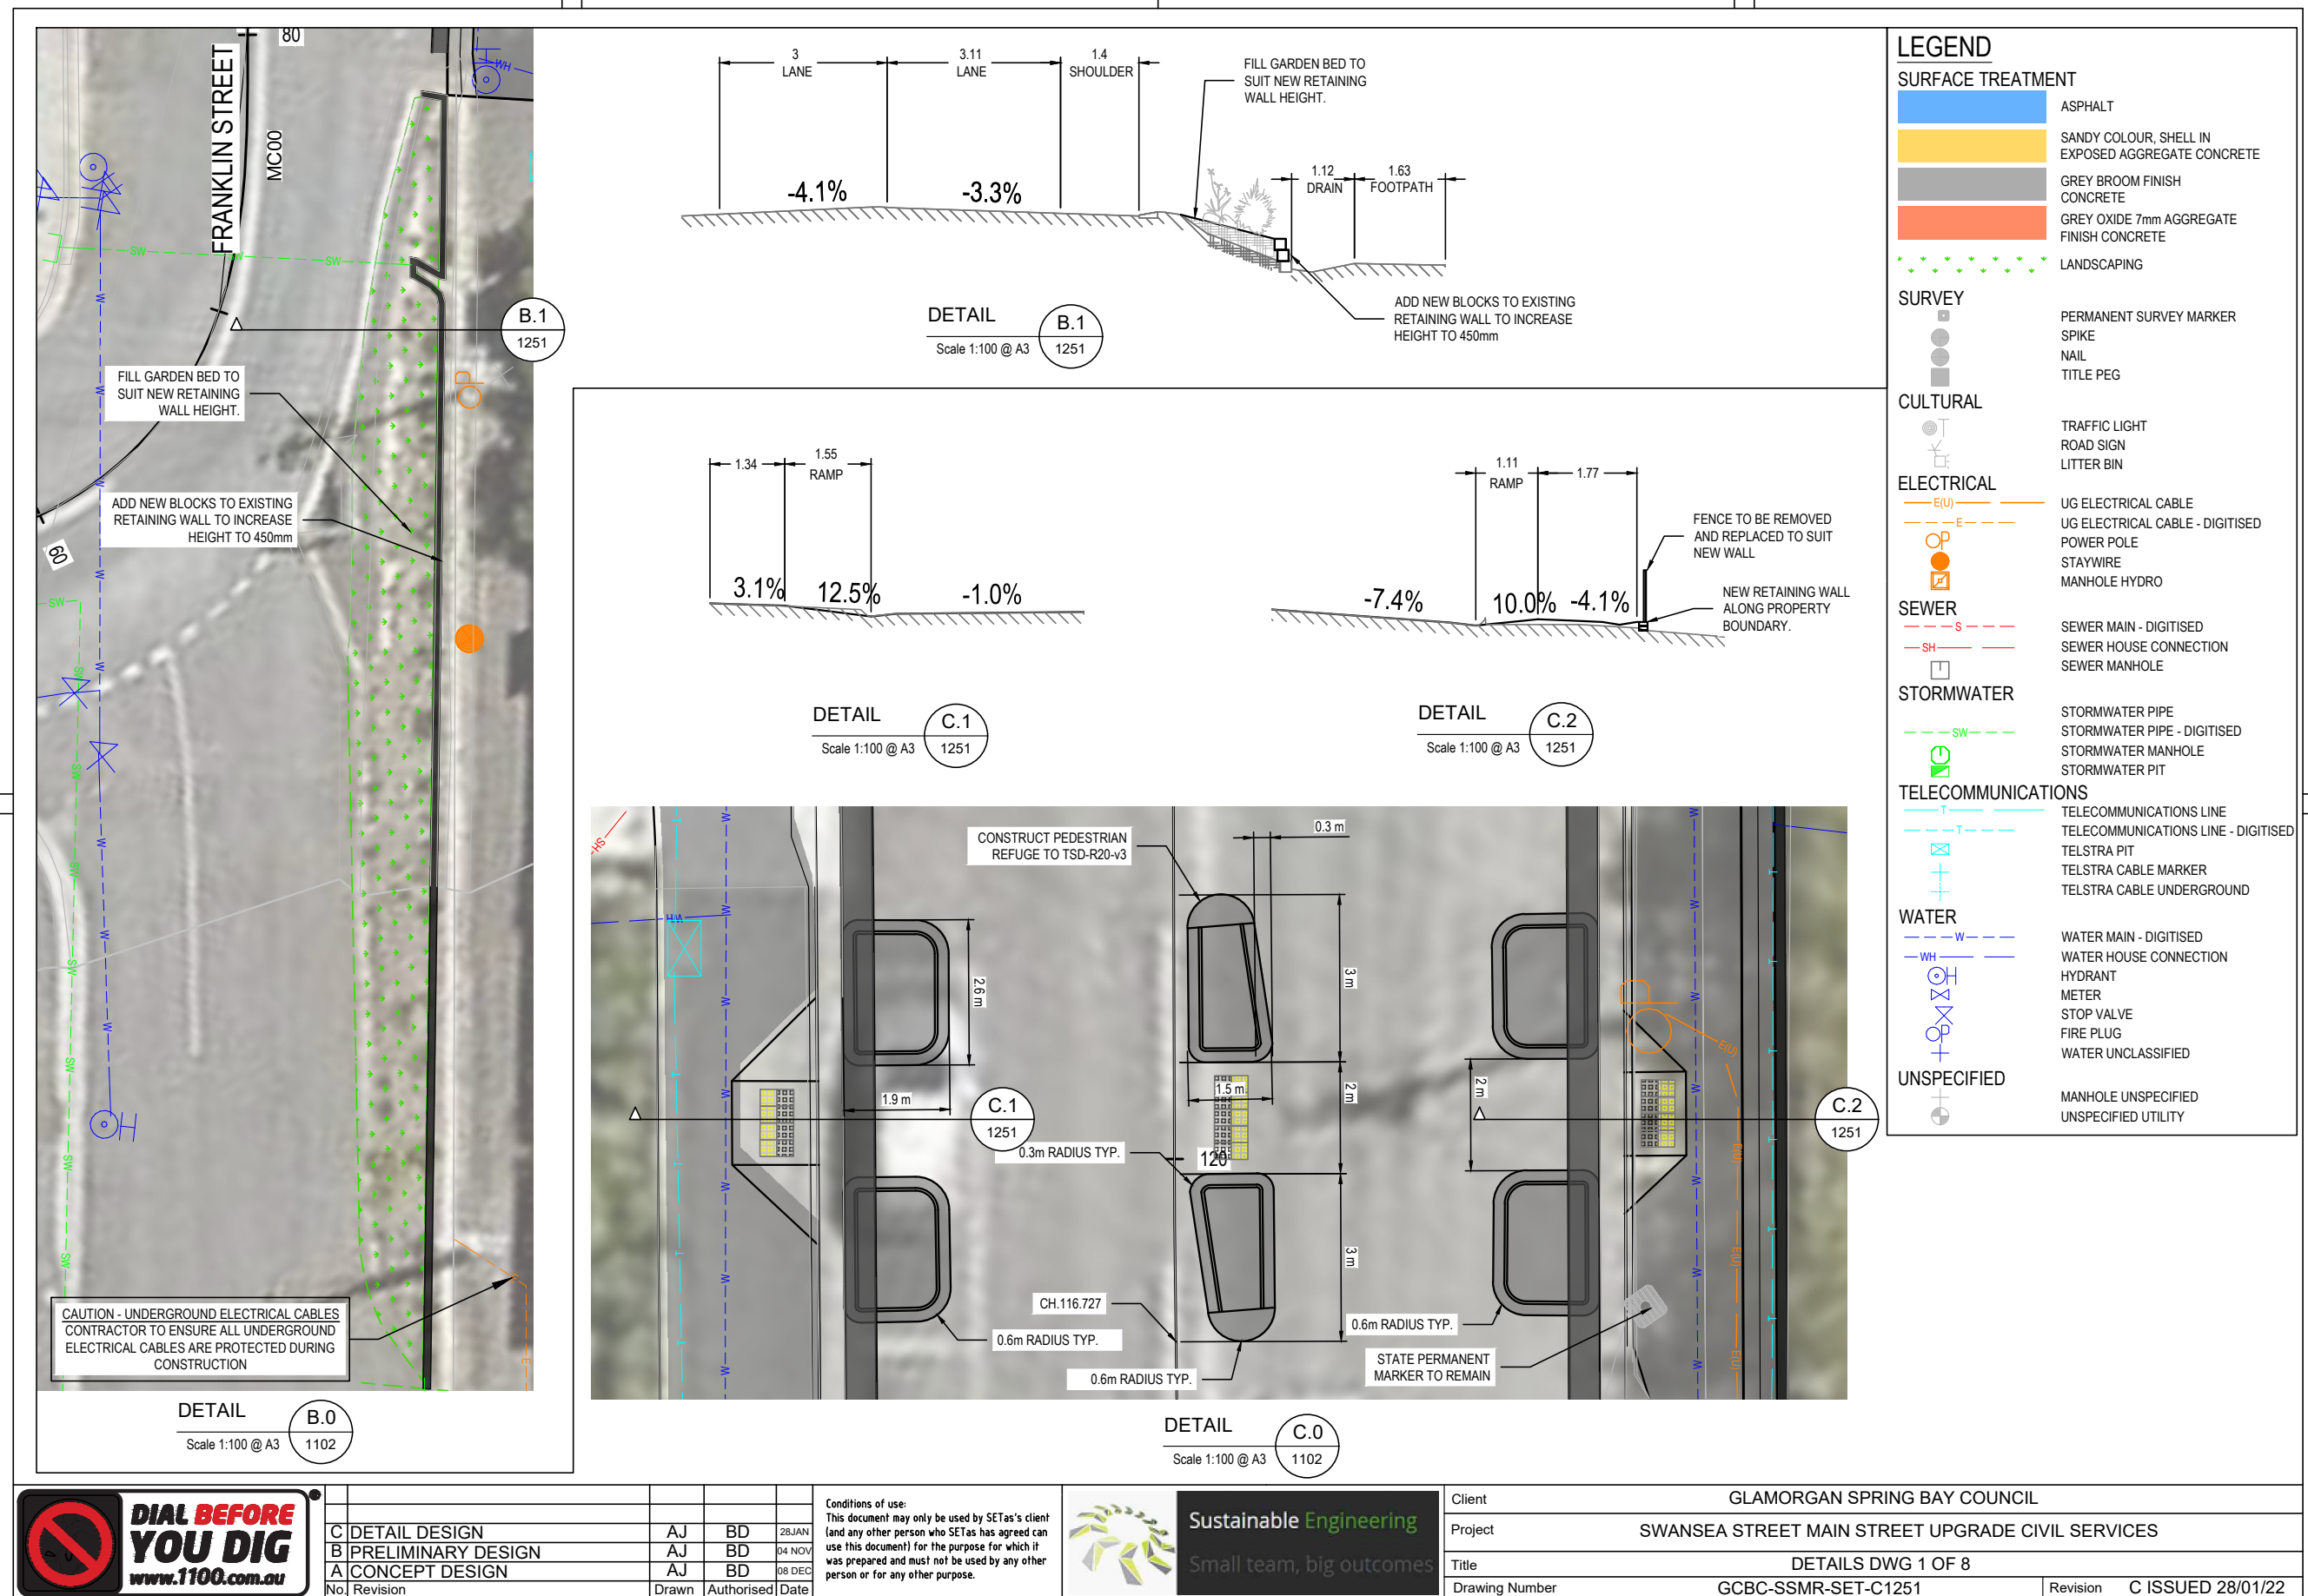 FRANKLIN STREET
MC00
80
60
WH
H
SW
SW
SW
W
W
W
W
W
W
SW
SW
SW
SW
SW
SW
SW
OP
H
E
B.1
1251
FILL GARDEN BED TO
SUIT NEW RETAINING
WALL HEIGHT.
ADD NEW BLOCKS TO EXISTING
RETAINING WALL TO INCREASE
HEIGHT TO 450mm
CAUTION - UNDERGROUND ELECTRICAL CABLES
CONTRACTOR TO ENSURE ALL UNDERGROUND
ELECTRICAL CABLES ARE PROTECTED DURING
CONSTRUCTION
DETAIL
Scale 1:100 @ A3
B.0
1102
3
LANE
3.11
LANE
1.4
SHOULDER
FILL GARDEN BED TO
SUIT NEW RETAINING
WALL HEIGHT.
-4.1%
-3.3%
1.12
DRAIN
1.63
FOOTPATH
ADD NEW BLOCKS TO EXISTING
RETAINING WALL TO INCREASE
HEIGHT TO 450mm
DETAIL
Scale 1:100 @ A3
B.1
1251
1.34
1.55
RAMP
3.1%
12.5%
-1.0%
DETAIL
Scale 1:100 @ A3
C.1
1251
1.11
RAMP
1.77
-7.4%
10.0%
-4.1%
FENCE TO BE REMOVED
AND REPLACED TO SUIT
NEW WALL
NEW RETAINING WALL
ALONG PROPERTY
BOUNDARY.
DETAIL
Scale 1:100 @ A3
C.2
1251
CONSTRUCT PEDESTRIAN
REFUGE TO TSD-R20-v3
0.3 m
HS
HW
2.6 m
3 m
1.9 m
1.5 m
2 m
2 m
C.1
1251
C.2
1251
0.3m RADIUS TYP.
120
3 m
CH.116.727
0.6m RADIUS TYP.
0.6m RADIUS TYP.
0.6m RADIUS TYP.
STATE PERMANENT
MARKER TO REMAIN
E(U)
E(U)
E(U)
E(U)
DETAIL
Scale 1:100 @ A3
C.0
1102
LEGEND
SURFACE TREATMENT
ASPHALT
SANDY COLOUR, SHELL IN
EXPOSED AGGREGATE CONCRETE
GREY BROOM FINISH
CONCRETE
GREY OXIDE 7mm AGGREGATE
FINISH CONCRETE
LANDSCAPING
SURVEY
PERMANENT SURVEY MARKER
SPIKE
NAIL
TITLE PEG
CULTURAL
TRAFFIC LIGHT
ROAD SIGN
LITTER BIN
ELECTRICAL
E(U) UG ELECTRICAL CABLE
E UG ELECTRICAL CABLE - DIGITISED
OP POWER POLE
STAYWIRE
MANHOLE HYDRO
SEWER
S SEWER MAIN - DIGITISED
SH SEWER HOUSE CONNECTION
SEWER MANHOLE
STORMWATER
STORMWATER PIPE
SW STORMWATER PIPE - DIGITISED
STORMWATER MANHOLE
STORMWATER PIT
TELECOMMUNICATIONS
T TELECOMMUNICATIONS LINE
T TELECOMMUNICATIONS LINE - DIGITISED
TELSTRA PIT
TELSTRA CABLE MARKER
TELSTRA CABLE UNDERGROUND
WATER
W WATER MAIN - DIGITISED
WH WATER HOUSE CONNECTION
H HYDRANT
METER
STOP VALVE
OP FIRE PLUG
WATER UNCLASSIFIED
UNSPECIFIED
MANHOLE UNSPECIFIED
UNSPECIFIED UTILITY
DIAL BEFORE
YOU DIG
www.1100.com.au
C DETAIL DESIGN AJ BD 28JAN
B PRELIMINARY DESIGN AJ BD 04 NOV
A CONCEPT DESIGN AJ BD 08 DEC
No. Revision Drawn Authorised Date
Conditions of use:
This document may only be used by SETas's client
(and any other person who SETas has agreed can
use this document) for the purpose for which it
was prepared and must not be used by any other
person or for any other purpose.
Sustainable Engineering
Small team, big outcomes
Client GLAMORGAN SPRING BAY COUNCIL
Project SWANSEA STREET MAIN STREET UPGRADE CIVIL SERVICES
Title DETAILS DWG 1 OF 8
Drawing Number GCBC-SSMR-SET-C1251 Revision C ISSUED 28/01/22